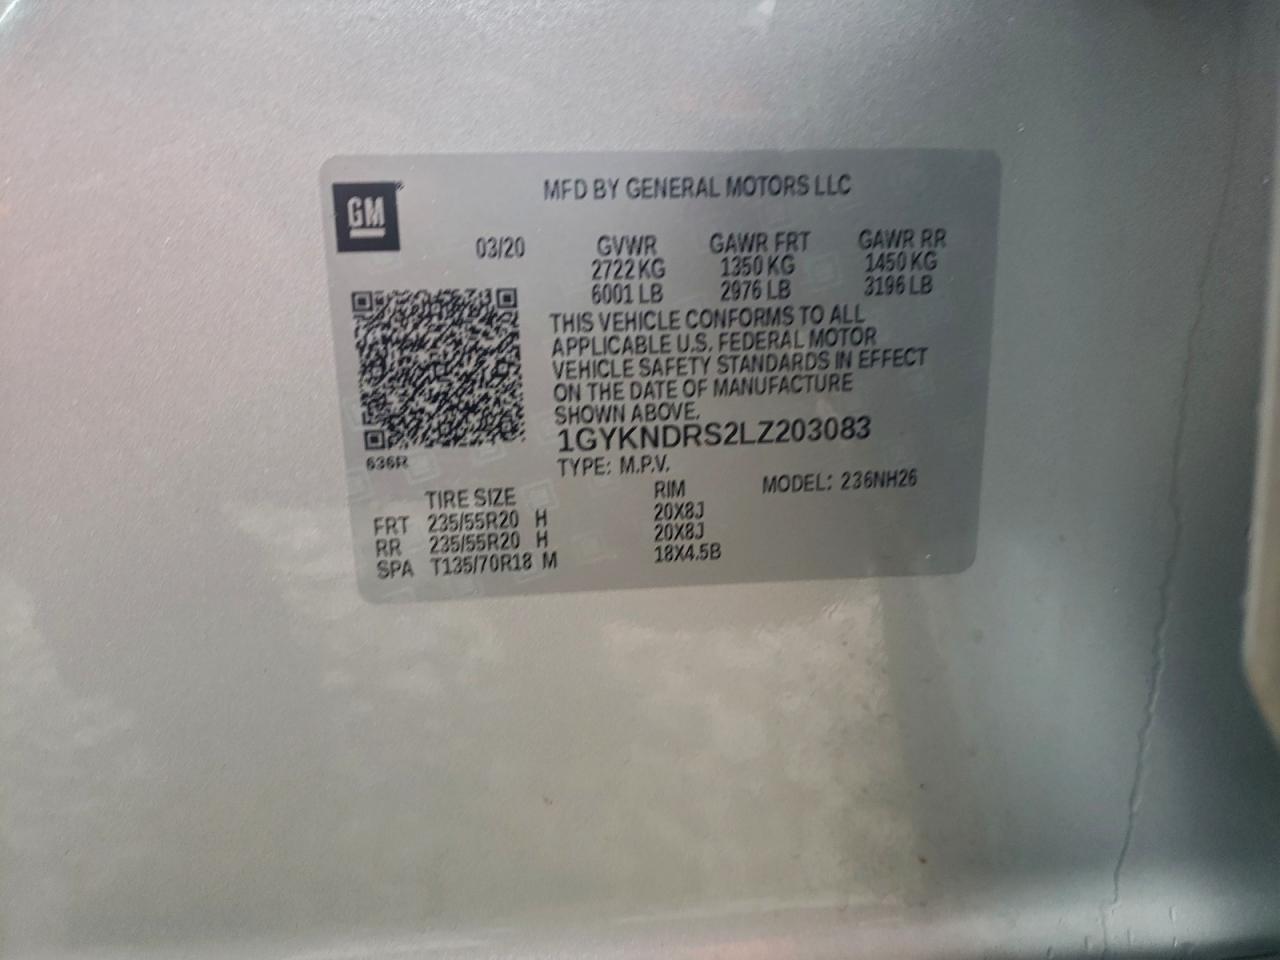 GM
MFD BY GENERAL MOTORS LLC
03/20 GVWR GAWR FRT GAWR RR
2722 KG 1350 KG 1450 KG
6001 LB 2976 LB 3196 LB
THIS VEHICLE CONFORMS TO ALL
APPLICABLE U.S. FEDERAL MOTOR
VEHICLE SAFETY STANDARDS IN EFFECT
ON THE DATE OF MANUFACTURE
SHOWN ABOVE.
1GYKNDRS2LZ203083
636R
TYPE: M.P.V. MODEL: 236NH26
TIRE SIZE RIM
FRT 235/55R20 H 20X8J
RR 235/55R20 H 20X8J
SPA T135/70R18 M 18X4.5B